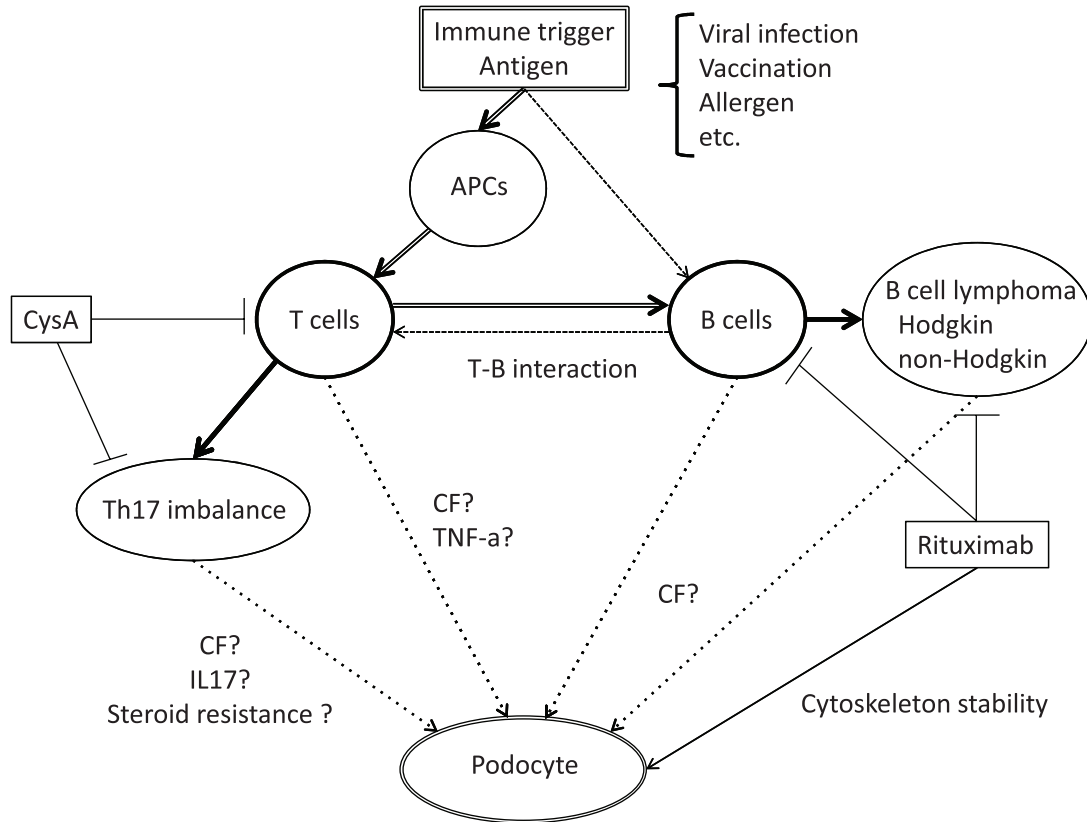 Immune trigger
Antigen
Viral infection
Vaccination
Allergen
etc.
APCs
CysA
T cells
B cells
B cell lymphoma
Hodgkin
non-Hodgkin
T-B interaction
Th17 imbalance
CF?
TNF-a?
Rituximab
CF?
CF?
IL17?
Steroid resistance ?
Cytoskeleton stability
Podocyte